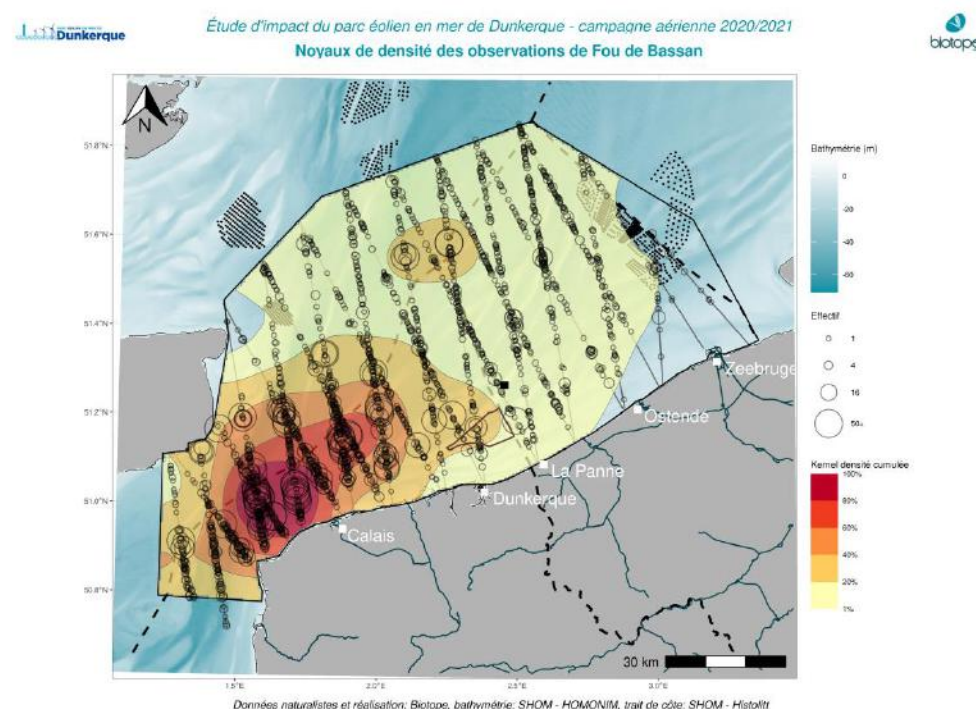 Étude d'impact du parc éolien en mer de Dunkerque - campagne aérienne 2020/2021
Dunkerque
Noyaux de densité des observations de Fou de Bassan
biotope
N
51.8°N
51.6°N
51.4°N
51.2°N
51.0°N
50.8°N
1.5°E
2.0°E
2.5°E
3.0°E
Zeebruge
Ostende
La Panne
Dunkerque
Calais
30 km
Bathymétrie (m)
0
-20
-40
-60
Effectif
1
4
16
50+
Kernel densité cumulée
100%
80%
60%
40%
20%
1%
Données naturalistes et réalisation: Biotope, bathymétrie: SHOM - HOMONIM, trait de côte: SHOM - Histolitt